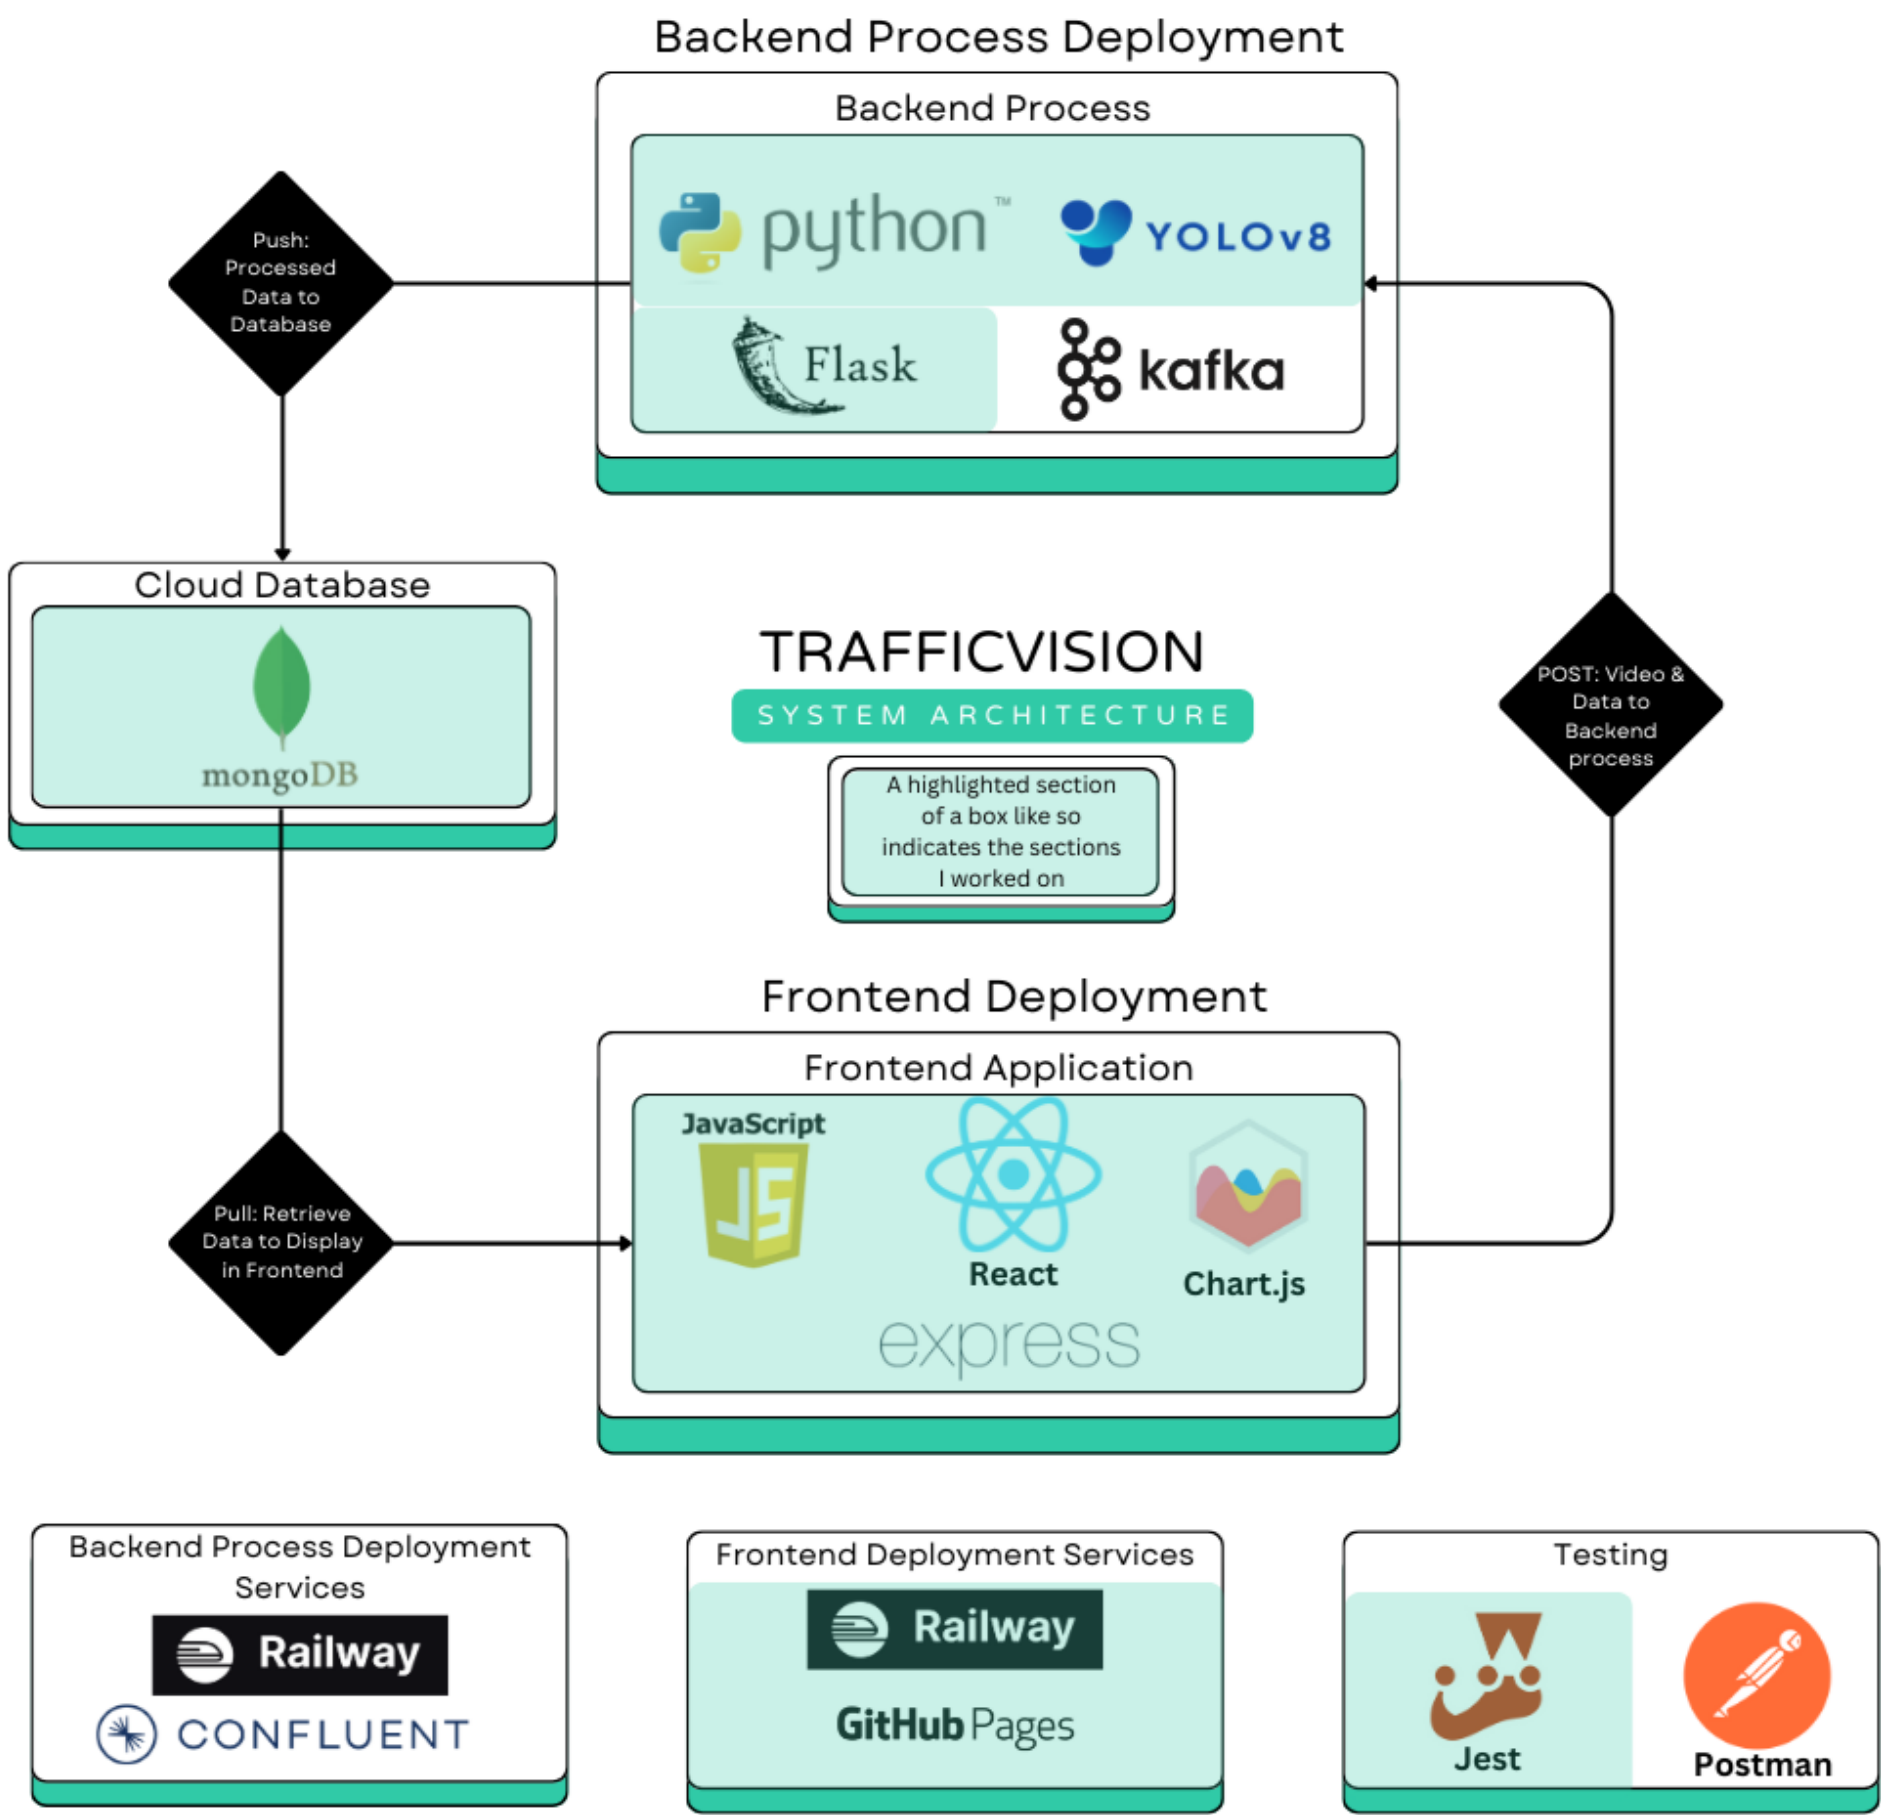 Backend Process Deployment
Backend Process
python™
YOLOv8
Flask
kafka
Push:
Processed
Data to
Database
Cloud Database
mongoDB
TRAFFICVISION
SYSTEM ARCHITECTURE
A highlighted section
of a box like so
indicates the sections
I worked on
POST: Video &
Data to
Backend
process
Frontend Deployment
Frontend Application
JavaScript
JS
React
Chart.js
express
Pull: Retrieve
Data to Display
in Frontend
Backend Process Deployment
Services
Railway
CONFLUENT
Frontend Deployment Services
Railway
GitHub Pages
Testing
Jest
Postman